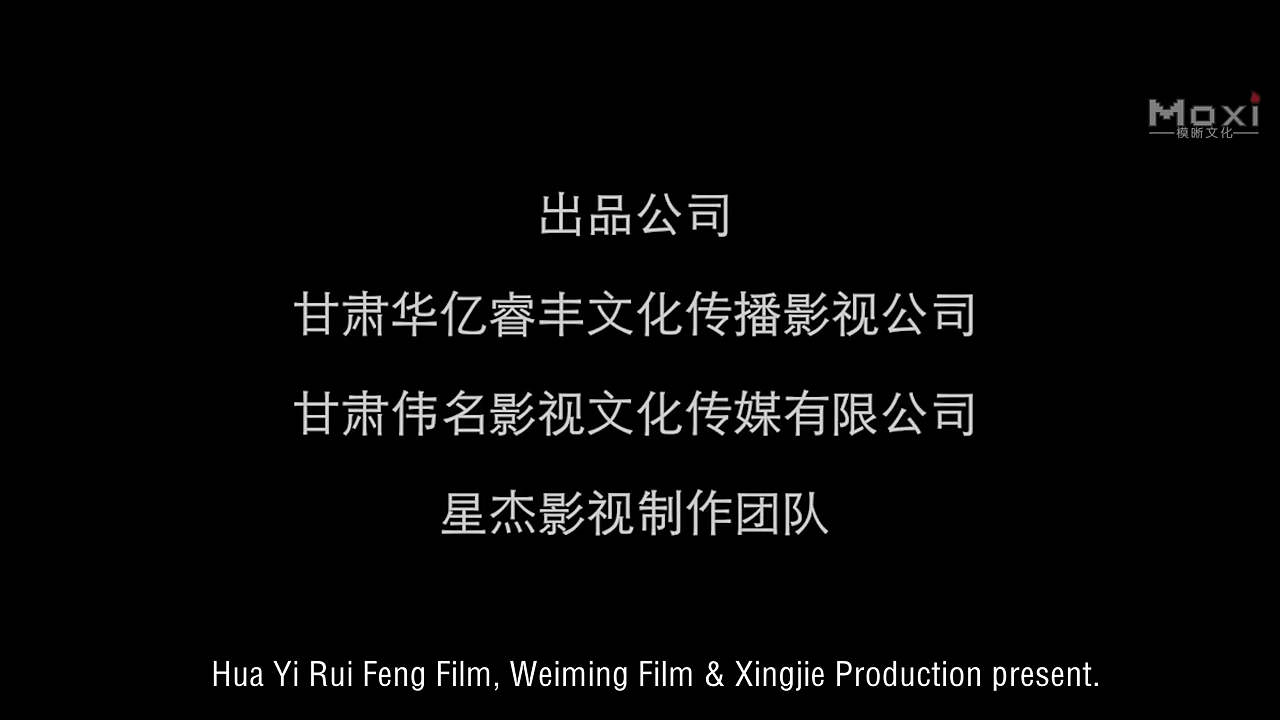 Moxi
模晰文化
出品公司
甘肃华亿睿丰文化传播影视公司
甘肃伟名影视文化传媒有限公司
星杰影视制作团队
Hua Yi Rui Feng Film, Weiming Film & Xingjie Production present.